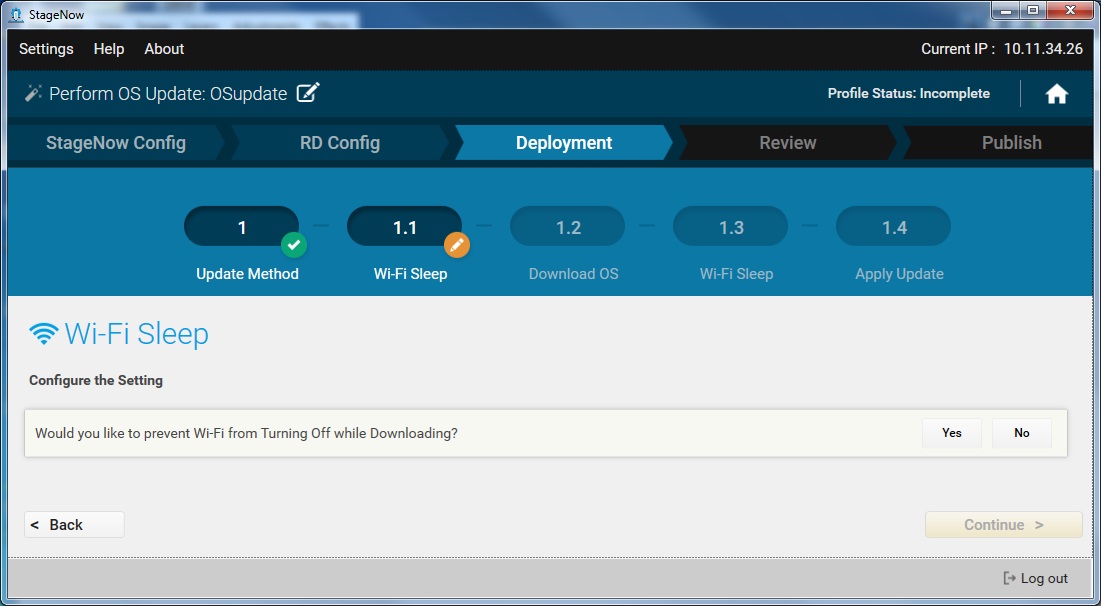 StageNow
Settings Help About Current IP : 10.11.34.26
Perform OS Update: OSupdate Profile Status: Incomplete
StageNow Config RD Config Deployment Review Publish
1 1.1 1.2 1.3 1.4
Update Method Wi-Fi Sleep Download OS Wi-Fi Sleep Apply Update
Wi-Fi Sleep
Configure the Setting
Would you like to prevent Wi-Fi from Turning Off while Downloading? Yes No
< Back Continue >
Log out